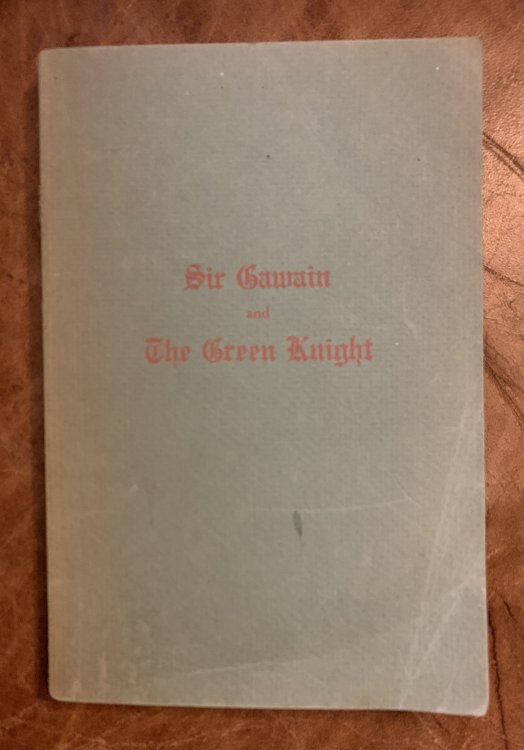 Sir Gawain
and
The Green Knight